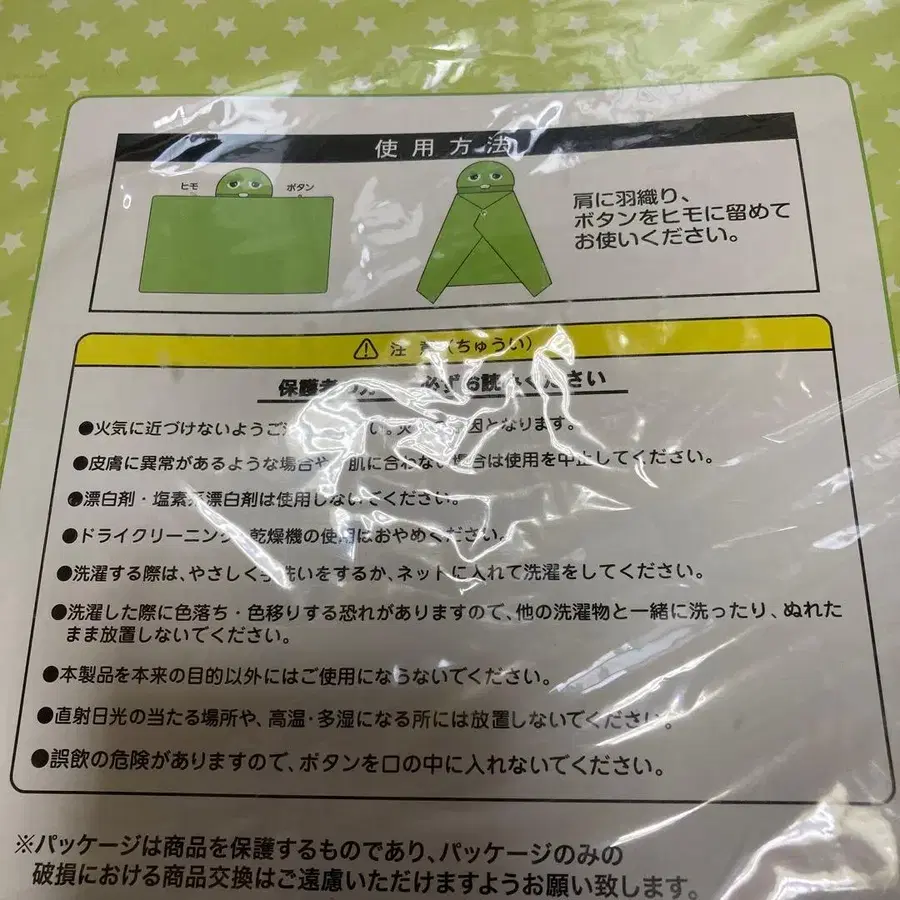 使用方法
ヒモ
ボタン
肩に羽織り、
ボタンをヒモに留めて
お使いください。
注 (ちゅうい)
保護 必ずお読みください
●火気に近づけないようご 因となります。
●皮膚に異常があるような場合や 肌に合わない場合は使用を中止してください。
●漂白剤・塩素系漂白剤は使用しないでください。
●ドライクリーニング 乾燥機の使用はおやめください。
●洗濯する際は、やさしく手洗いをするか、ネットに入れて洗濯をしてください。
●洗濯した際に色落ち・色移りする恐れがありますので、他の洗濯物と一緒に洗ったり、ぬれた
まま放置しないでください。
●本製品を本来の目的以外にはご使用にならないでください。
●直射日光の当たる場所や、高温・多湿になる所には放置しないでください。
●誤飲の危険がありますので、ボタンを口の中に入れないでください。
※パッケージは商品を保護するものであり、パッケージのみの
破損における商品交換はご遠慮いただけますようお願い致します。